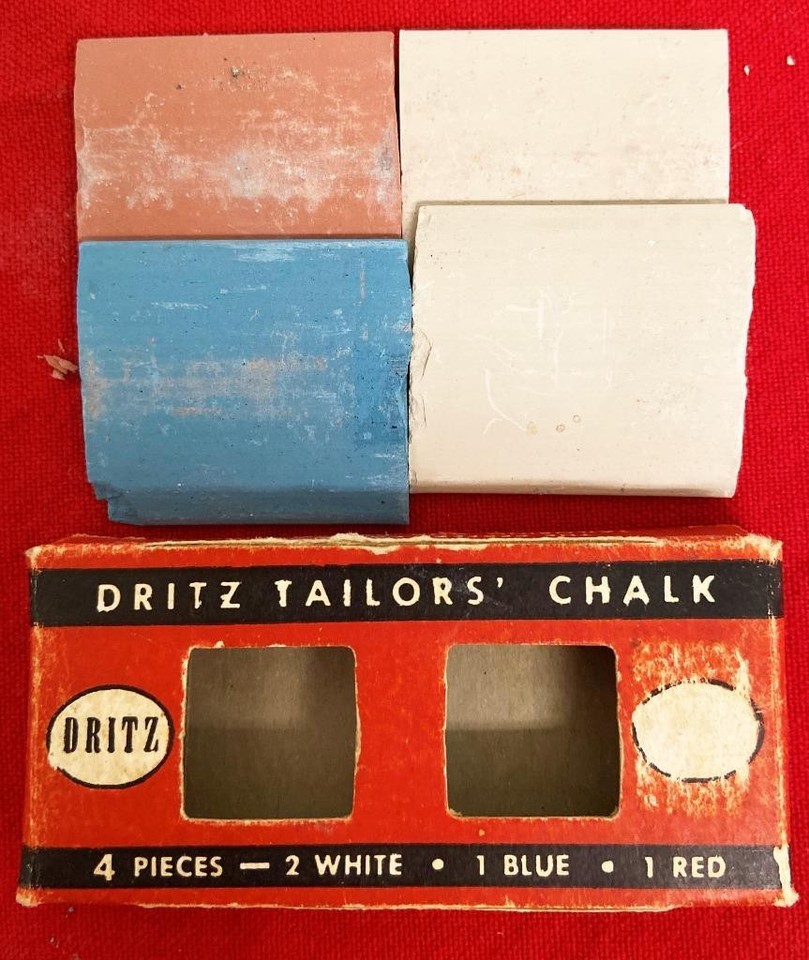 DRITZ TAILORS' CHALK
DRITZ
4 PIECES — 2 WHITE • 1 BLUE • 1 RED